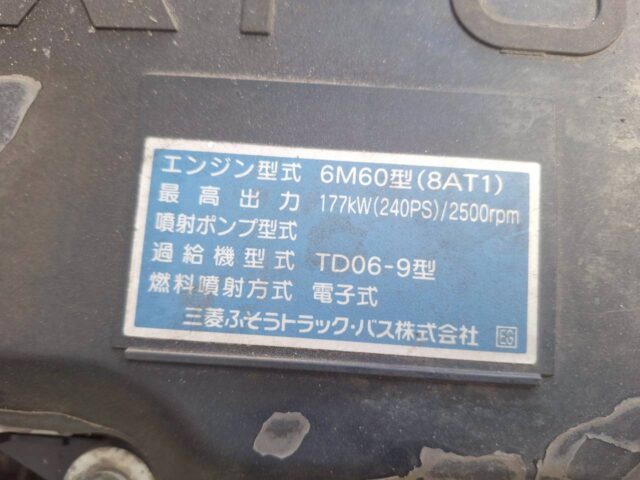 エンジン型式 6M60型(8AT1)
最高出力 177kW(240PS)/2500rpm
噴射ポンプ型式
過給機型式 TD06-9型
燃料噴射方式 電子式
三菱ふそうトラック・バス株式会社 EG